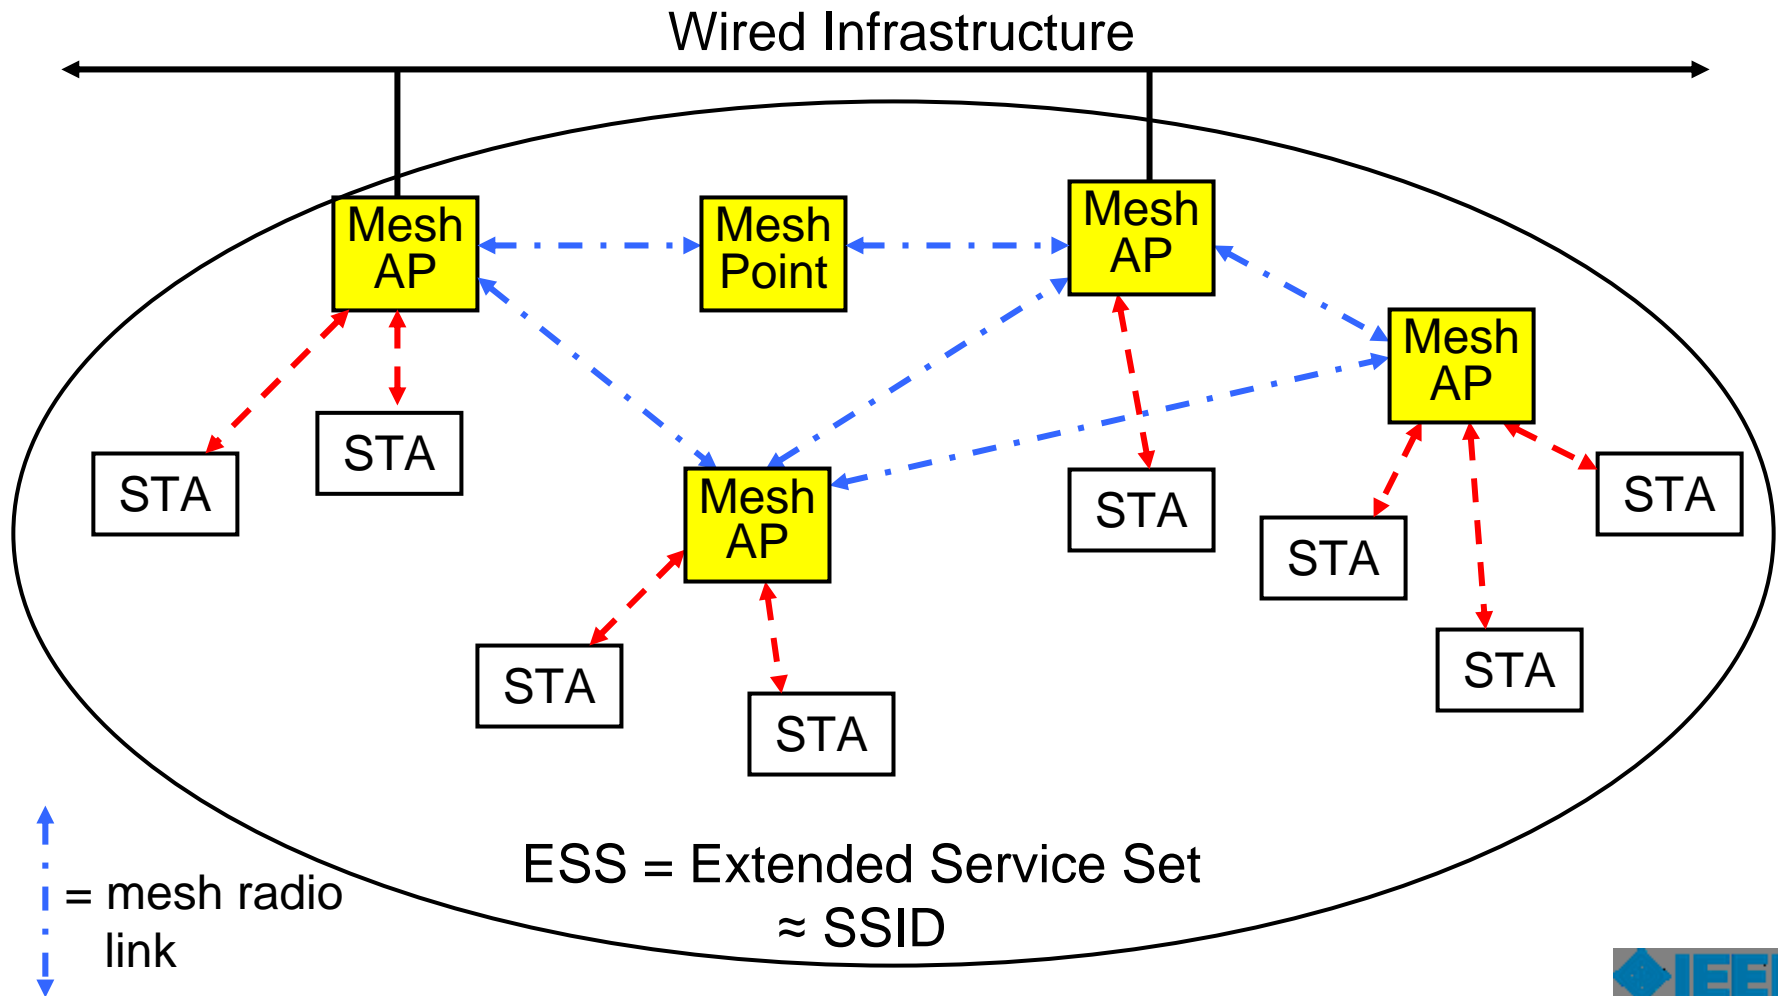 Wired Infrastructure
Mesh
AP
Mesh
Point
Mesh
AP
Mesh
AP
STA
STA
Mesh
AP
STA
STA
STA
STA
STA
STA
ESS = Extended Service Set
≈ SSID
= mesh radio
link